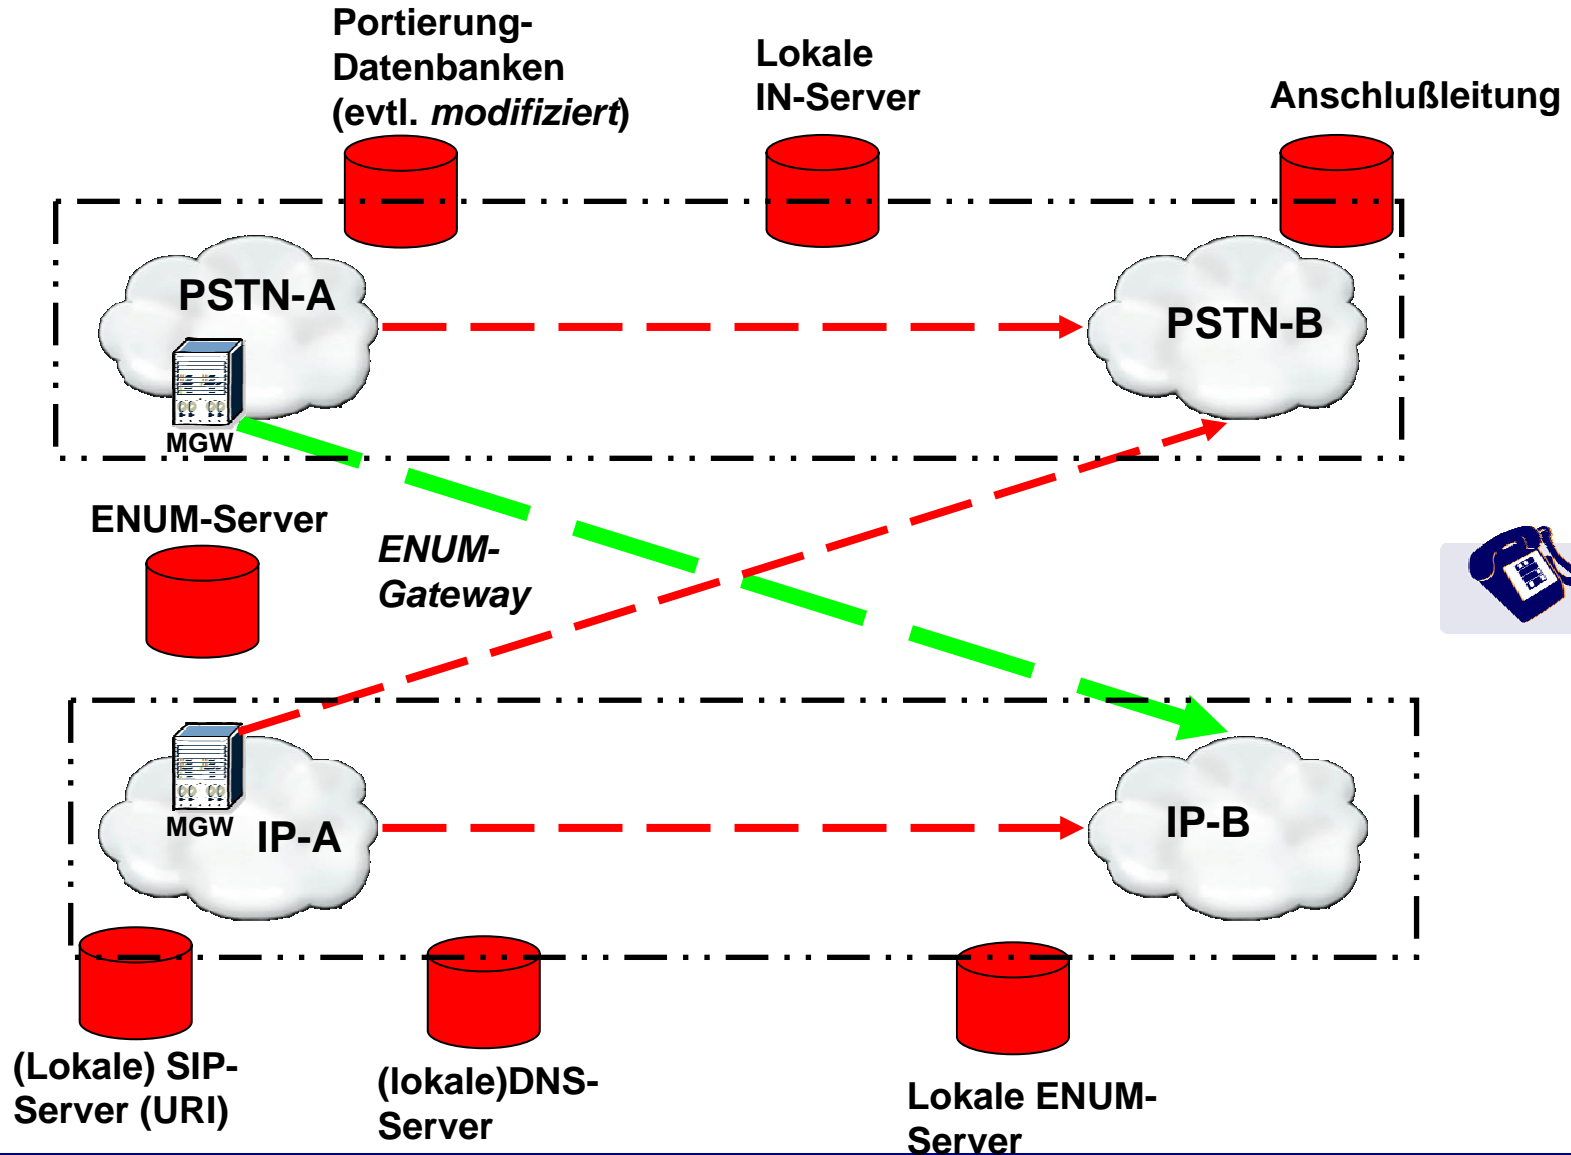 Portierung-
Datenbanken
(evtl. modifiziert)
Lokale
IN-Server
Anschlußleitung
PSTN-A
PSTN-B
MGW
ENUM-Server
ENUM-
Gateway
MGW
IP-A
IP-B
(Lokale) SIP-
Server (URI)
(lokale)DNS-
Server
Lokale ENUM-
Server